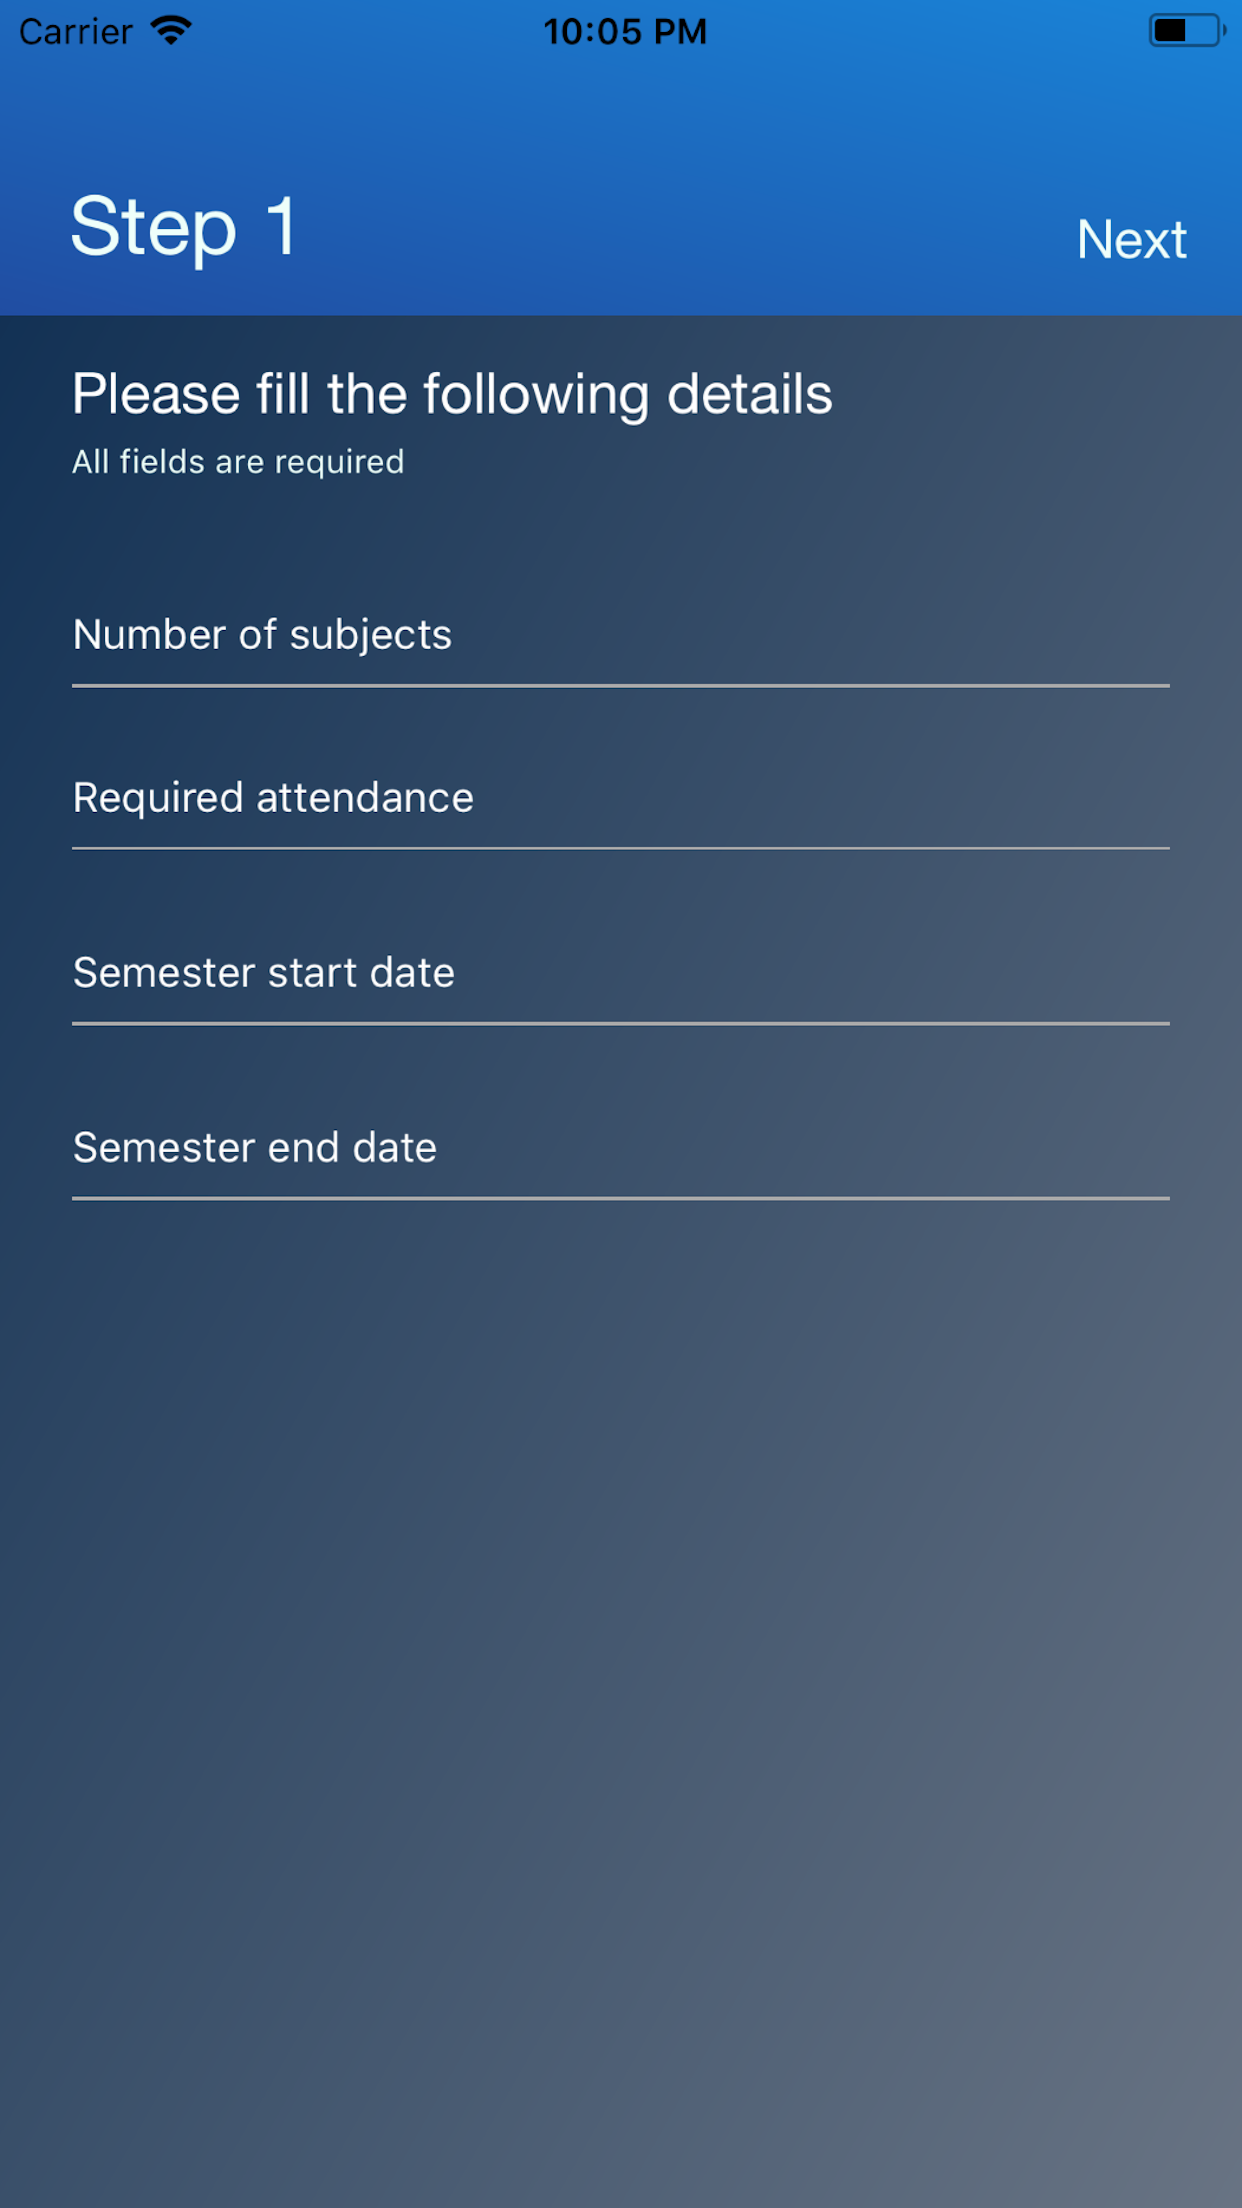 Carrier 10:05 PM
Step 1
Next
Please fill the following details
All fields are required
Number of subjects
Required attendance
Semester start date
Semester end date